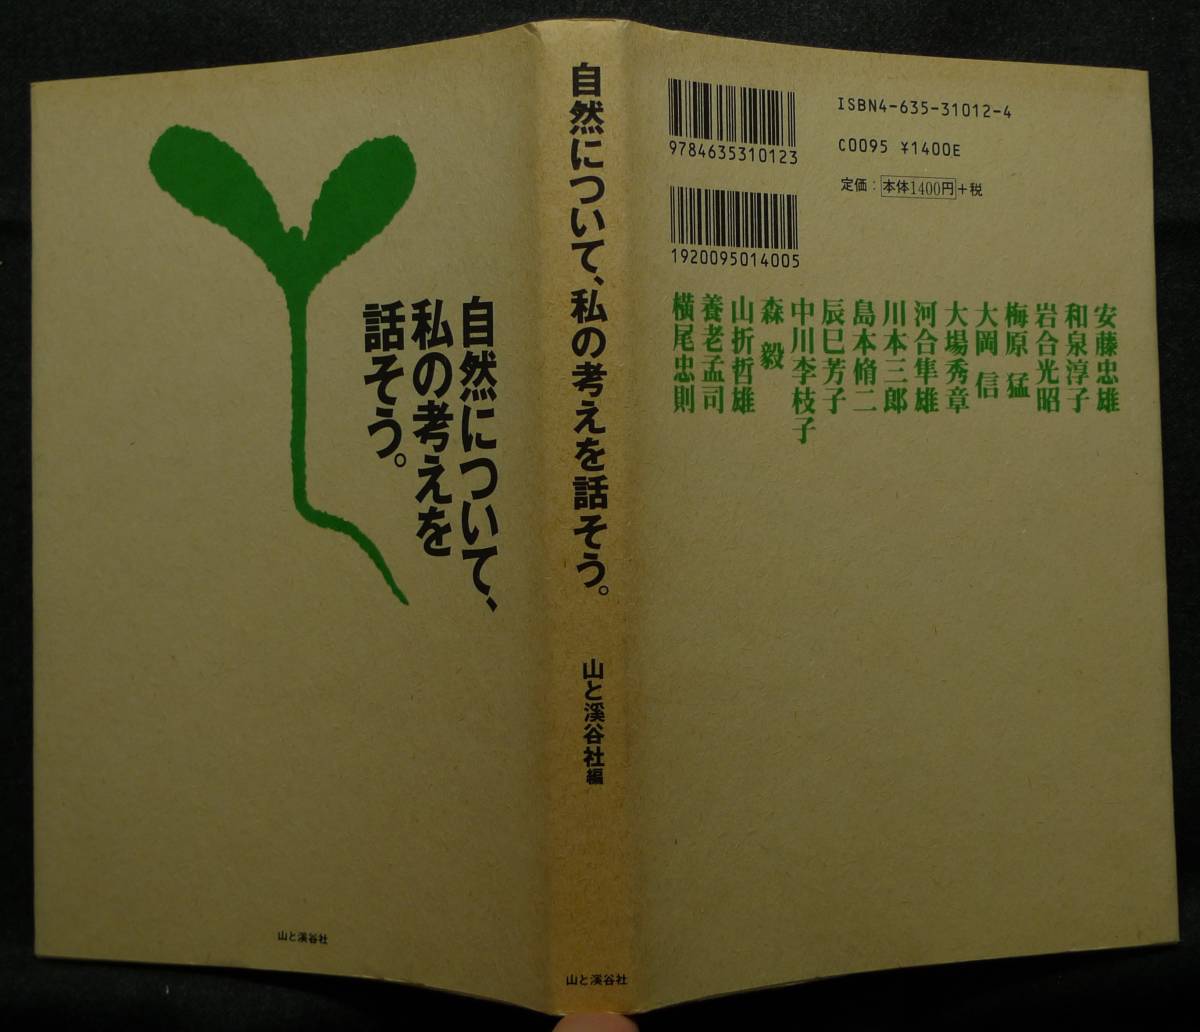 自然について、
私の考えを
話そう。
山と溪谷社
自然について、私の考えを話そう。
山と溪谷社編
山と溪谷社
9784635310123
ISBN4-635-31012-4
C0095 ¥1400E
定価：本体1400円+税
1920095014005
安藤忠雄
和泉淳子
岩合光昭
梅原 猛
大岡 信
大場秀章
河合隼雄
川本三郎
島本脩二
辰巳芳子
中川李枝子
森 毅
山折哲雄
養老孟司
横尾忠則